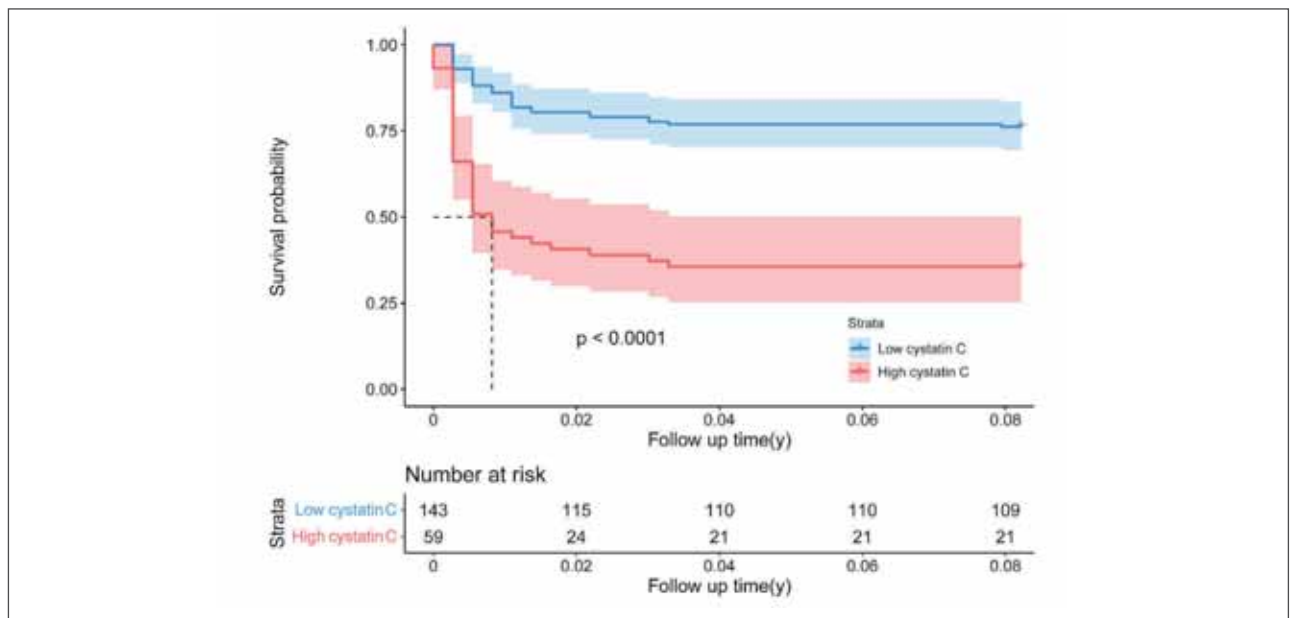 1.00
0.75
0.50
0.25
0.00
Survival probability
p < 0.0001
Strata
Low cystatin C
High cystatin C
0 0.02 0.04 0.06 0.08
Follow up time(y)
Number at risk
Strata
Low cystatin C 143 115 110 110 109
High cystatin C 59 24 21 21 21
0 0.02 0.04 0.06 0.08
Follow up time(y)